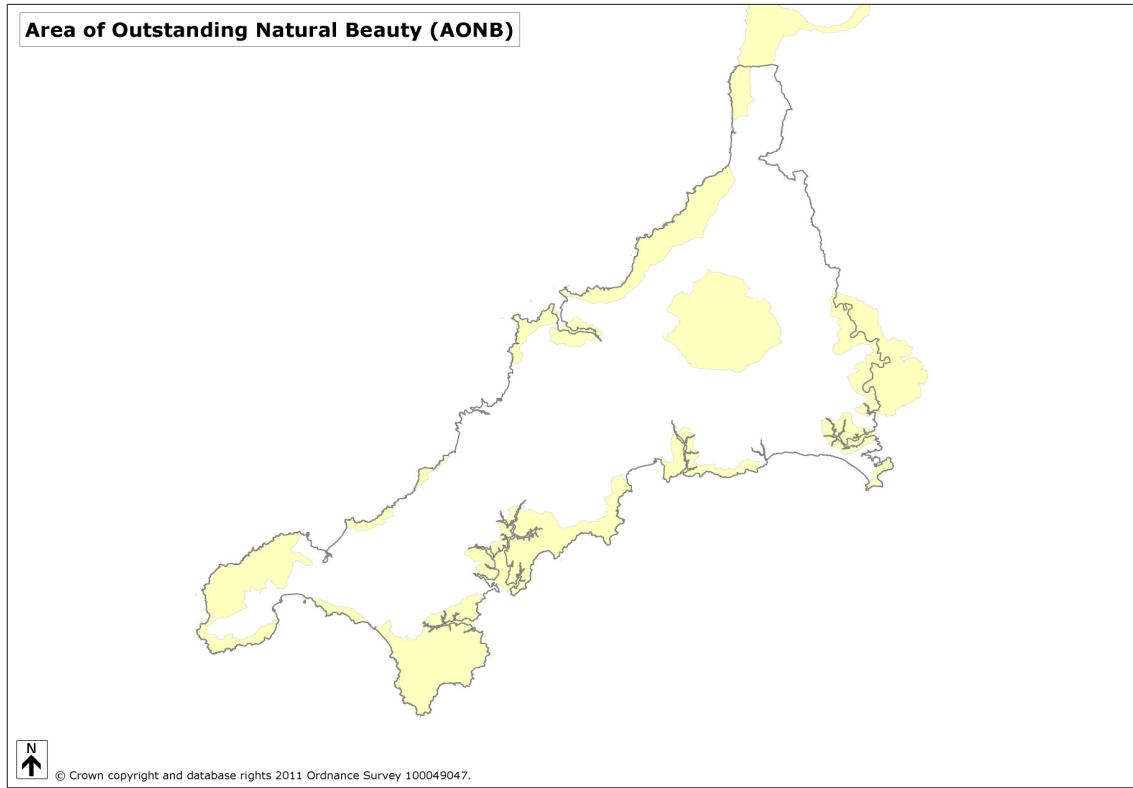 Area of Outstanding Natural Beauty (AONB)
N
© Crown copyright and database rights 2011 Ordnance Survey 100049047.